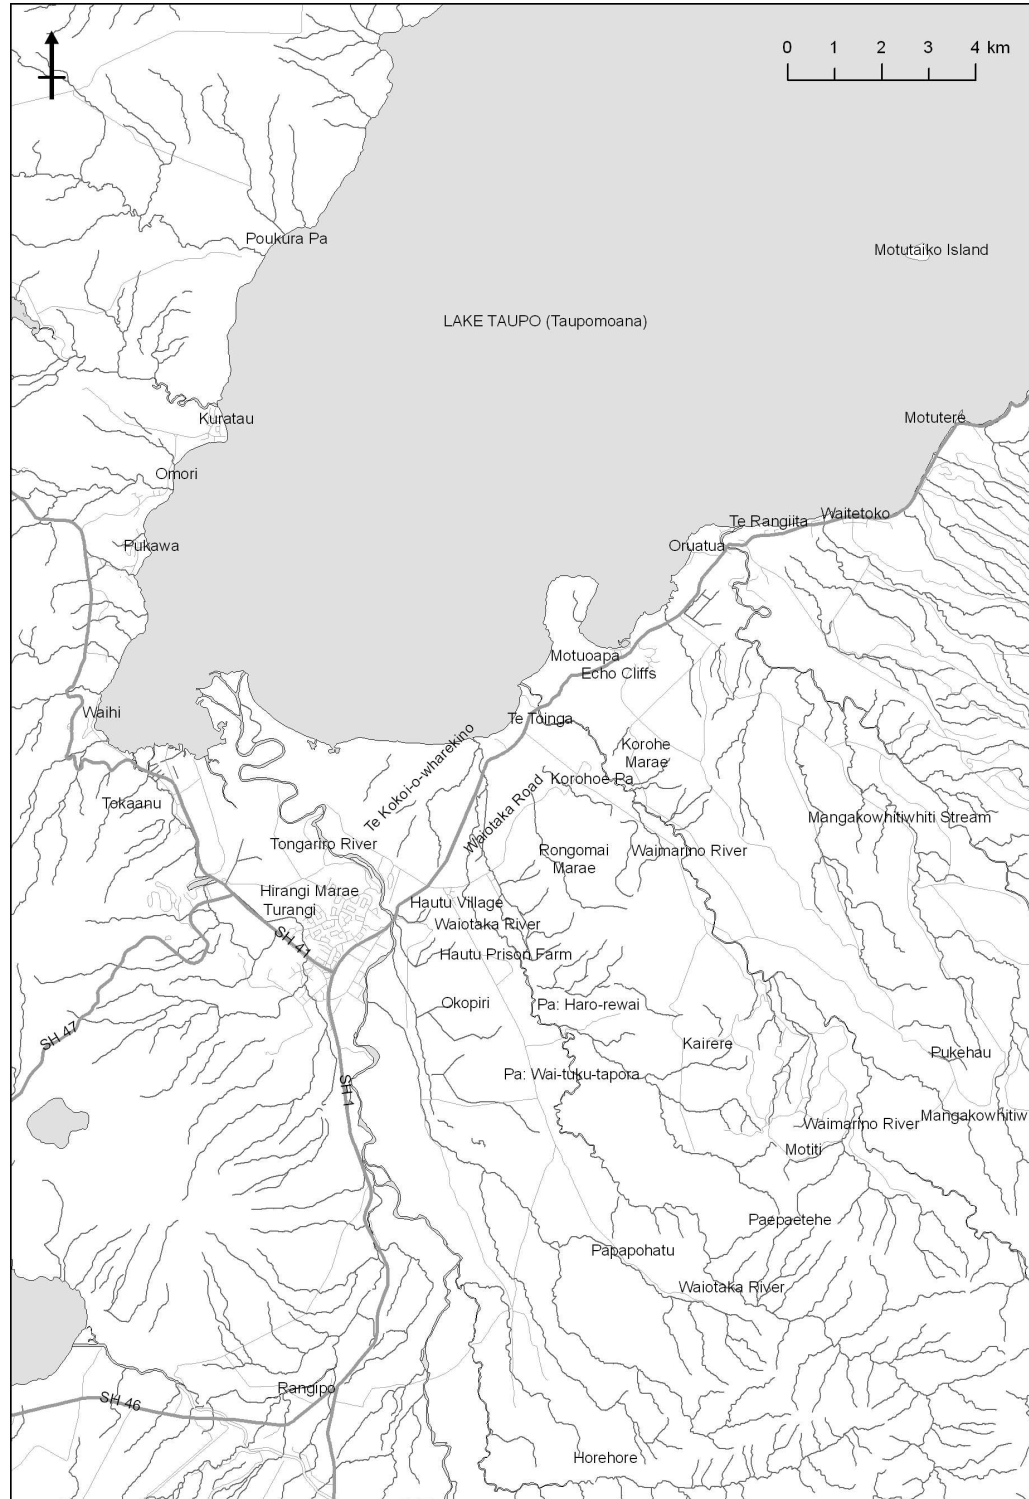 0 1 2 3 4 km
Poukura Pa
Motutaiko Island
LAKE TAUPO (Taupomoana)
Kuratau
Motutere
Omori
Pukawa
Te Rangiita
Waitetoko
Oruatua
Motuoapa
Echo Cliffs
Waihi
Te Toinga
Te Kokoi-o-wharekino
Korohe
Marae
Korohoe Pa
Waiotaka Road
Tokaanu
Mangakowhitiwhiti Stream
Tongariro River
Rongomai
Marae
Waimarino River
Hirangi Marae
Turangi
Hautu Village
Waiotaka River
SH 41
Hautu Prison Farm
Okopiri
Pa: Haro-rewai
SH 47
Kairere
Pukehau
Pa: Wai-tuku-tapora
SH 1
Mangakowhitiw
Waimarino River
Motiti
Paepaetehe
Papapohatu
Waiotaka River
Rangipo
SH 46
Horehore